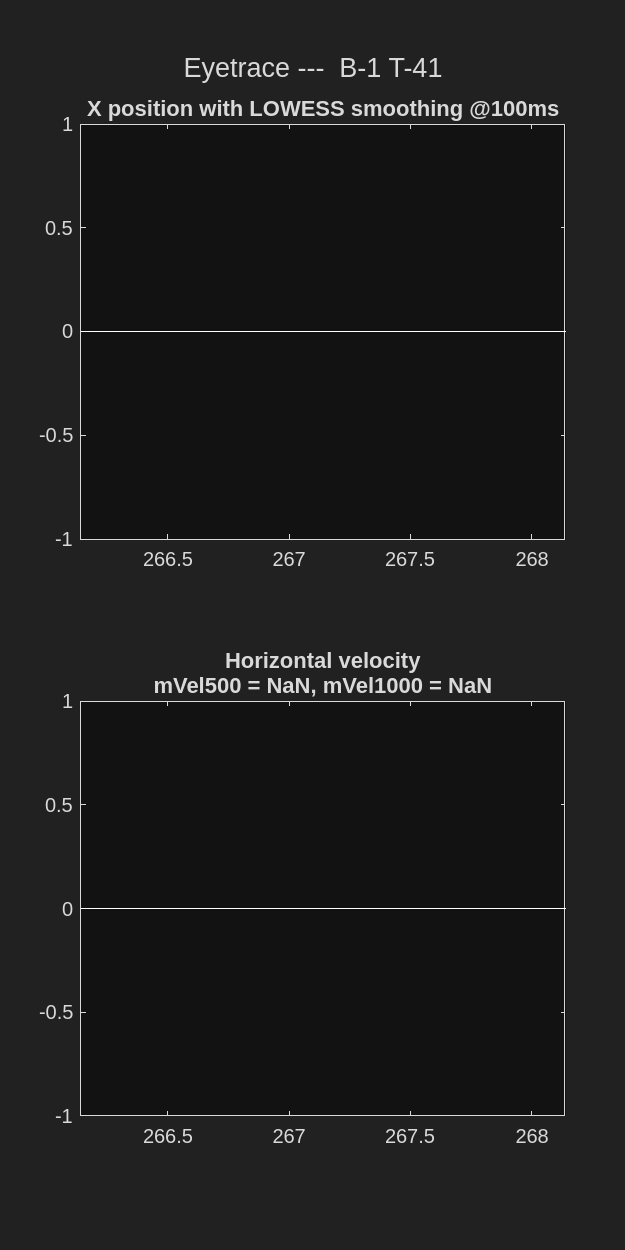 Eyetrace ---  B-1 T-41
X position with LOWESS smoothing @100ms
1
0.5
0
-0.5
-1
266.5 267 267.5 268
Horizontal velocity
mVel500 = NaN, mVel1000 = NaN
1
0.5
0
-0.5
-1
266.5 267 267.5 268